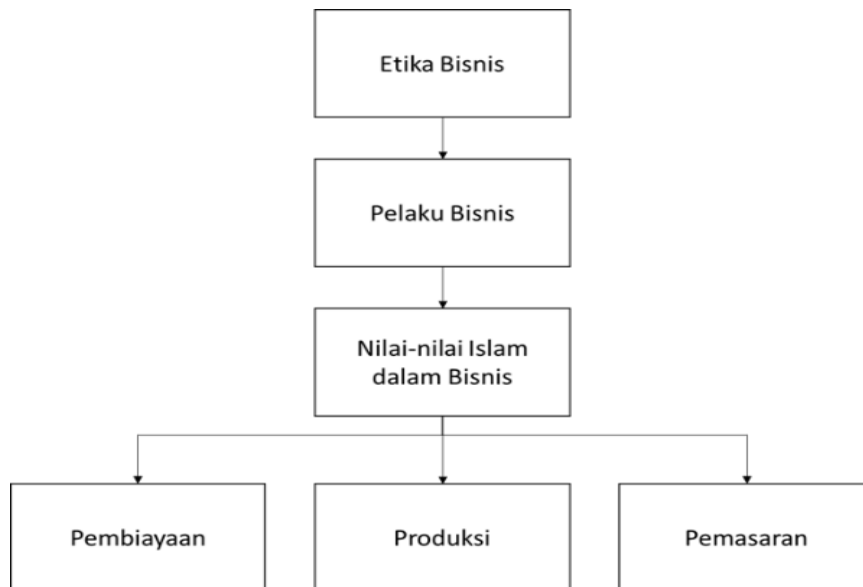 Etika Bisnis
Pelaku Bisnis
Nilai-nilai Islam
dalam Bisnis
Pembiayaan
Produksi
Pemasaran